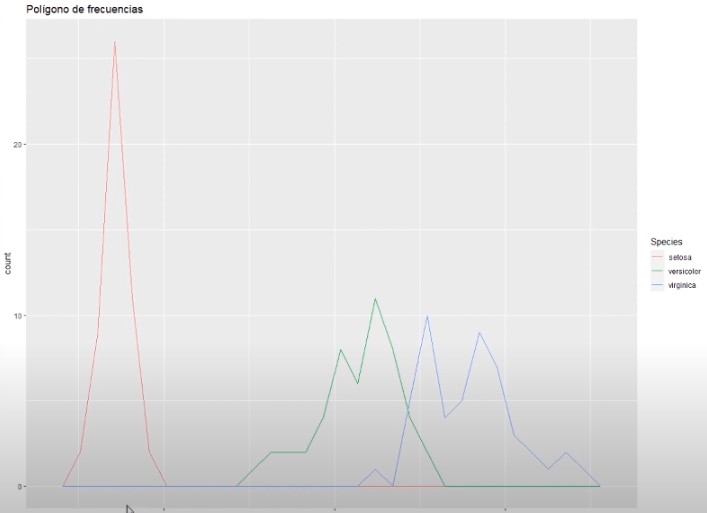 Polígono de frecuencias
20
10
0
count
Species
setosa
versicolor
virginica